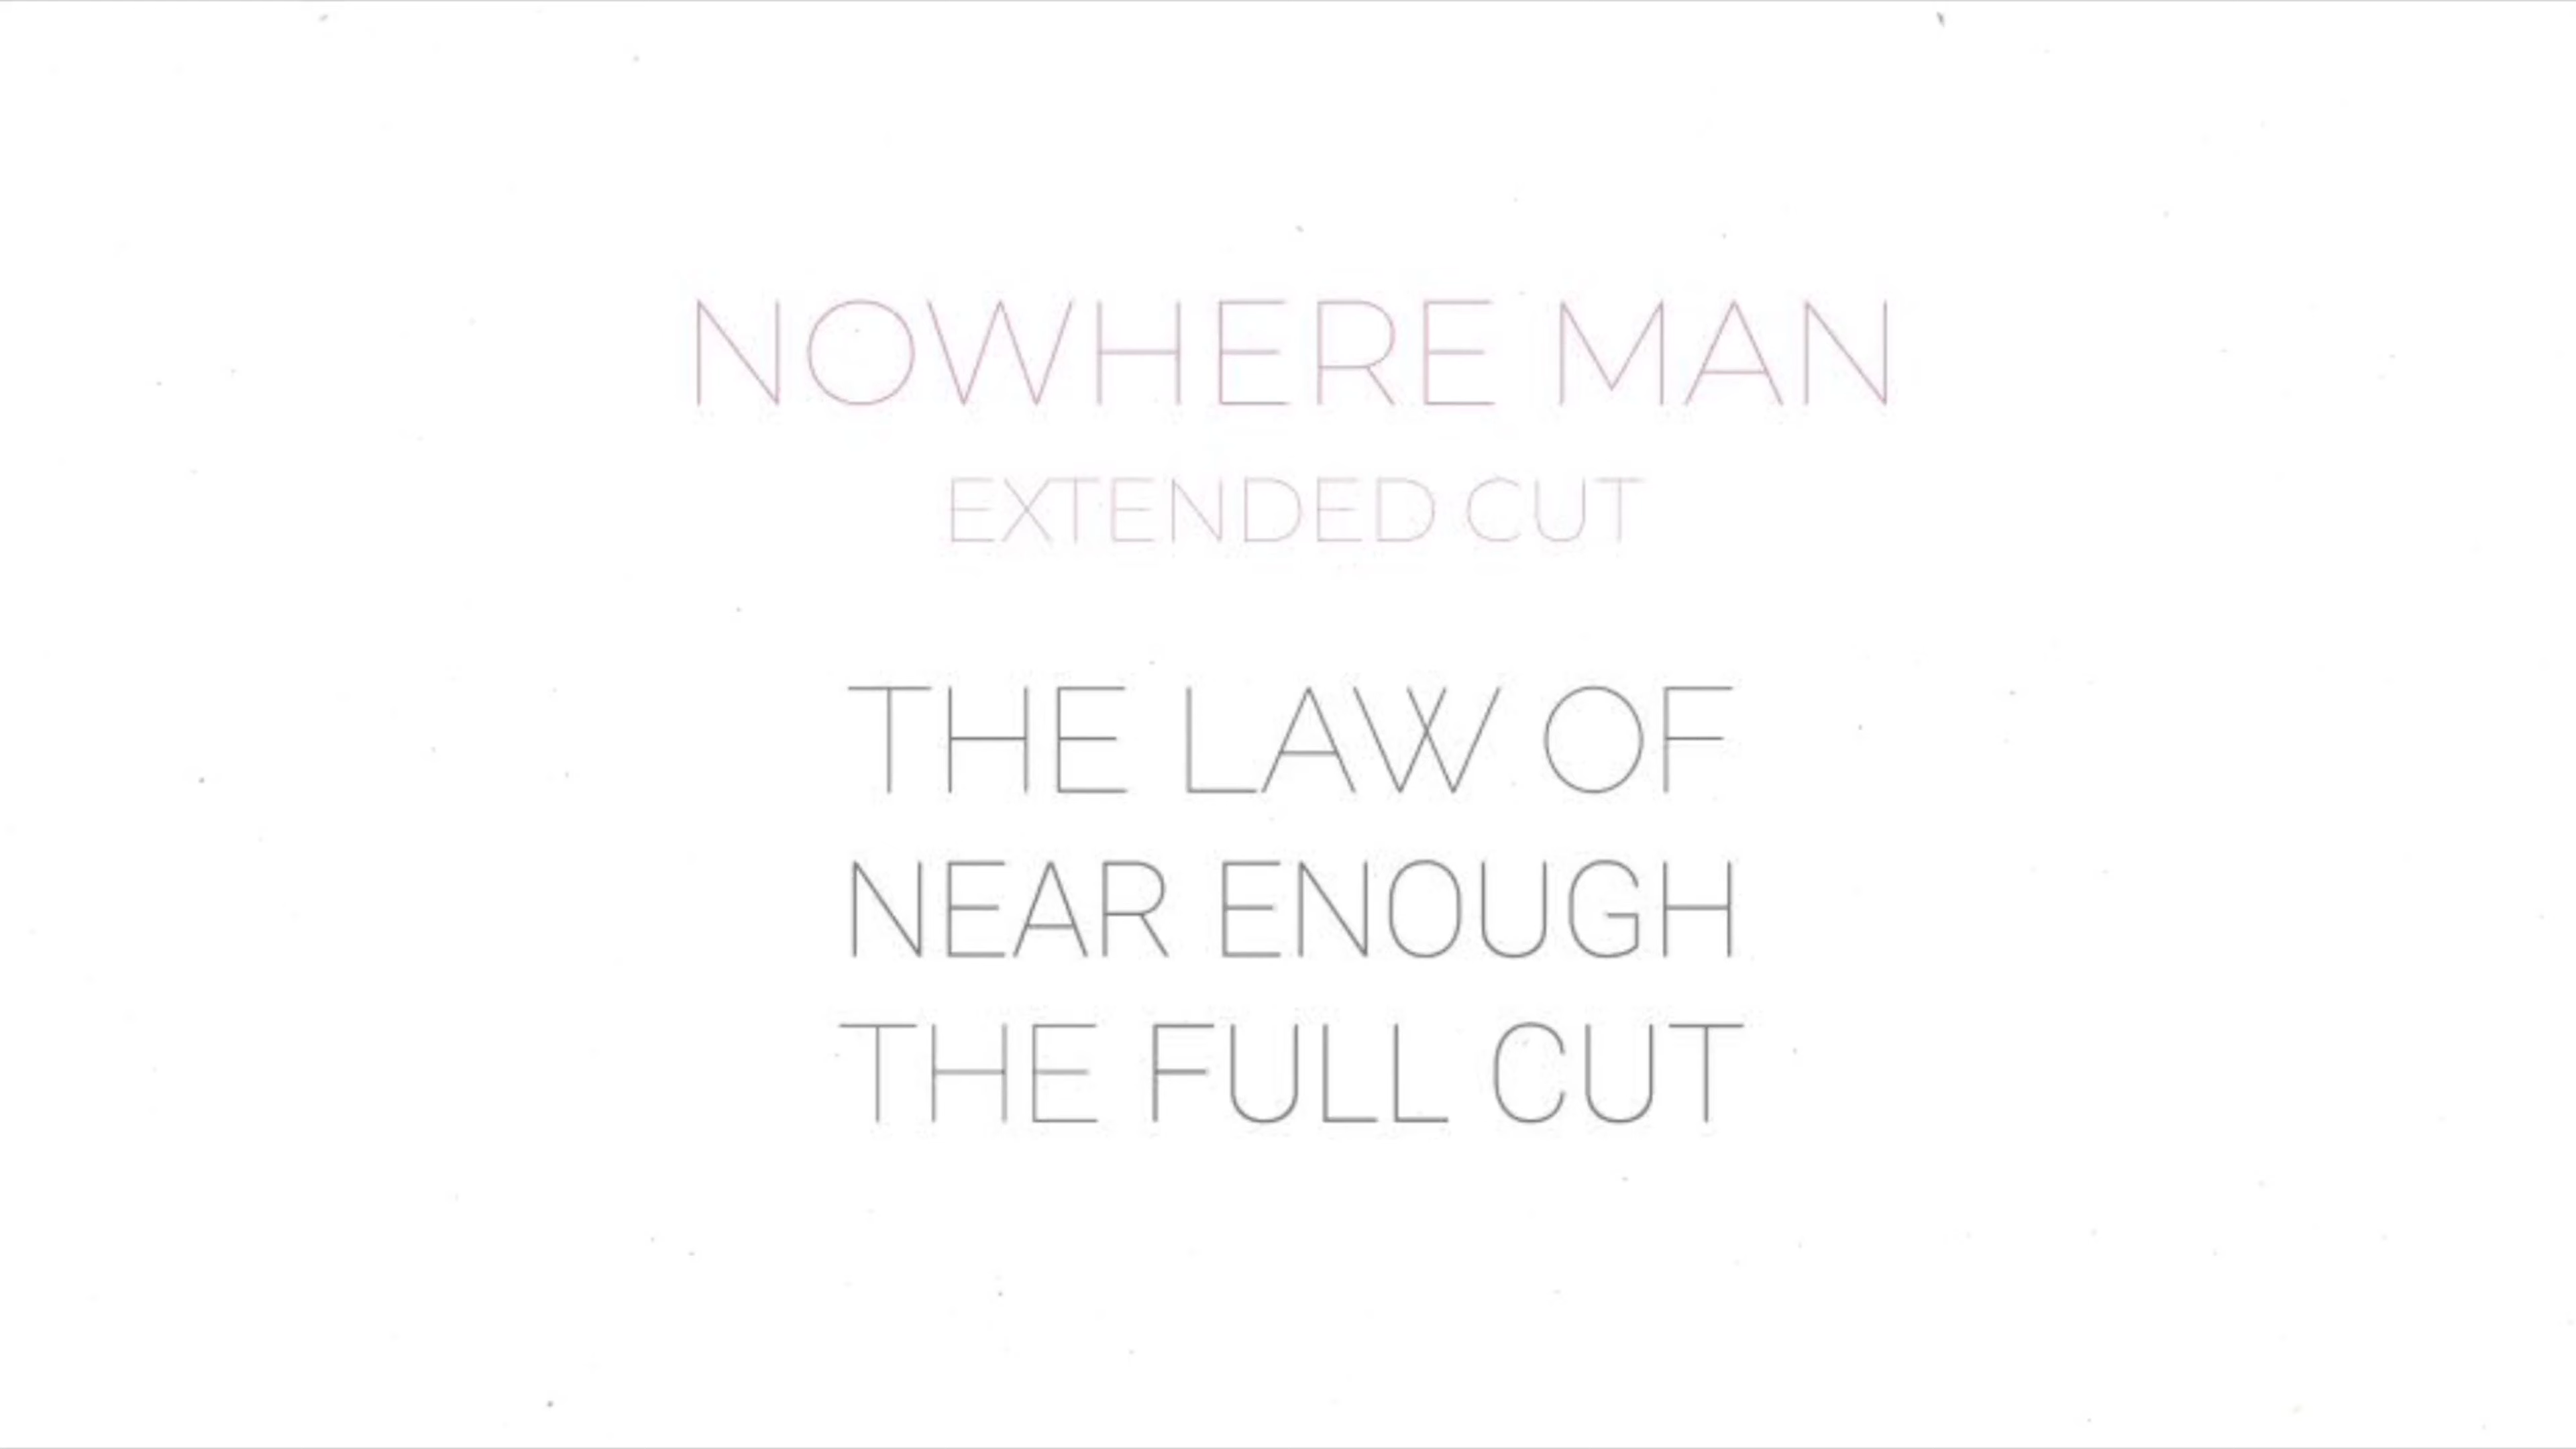 NOWHERE MAN
EXTENDED CUT
THE LAW OF
NEAR ENOUGH
THE FULL CUT